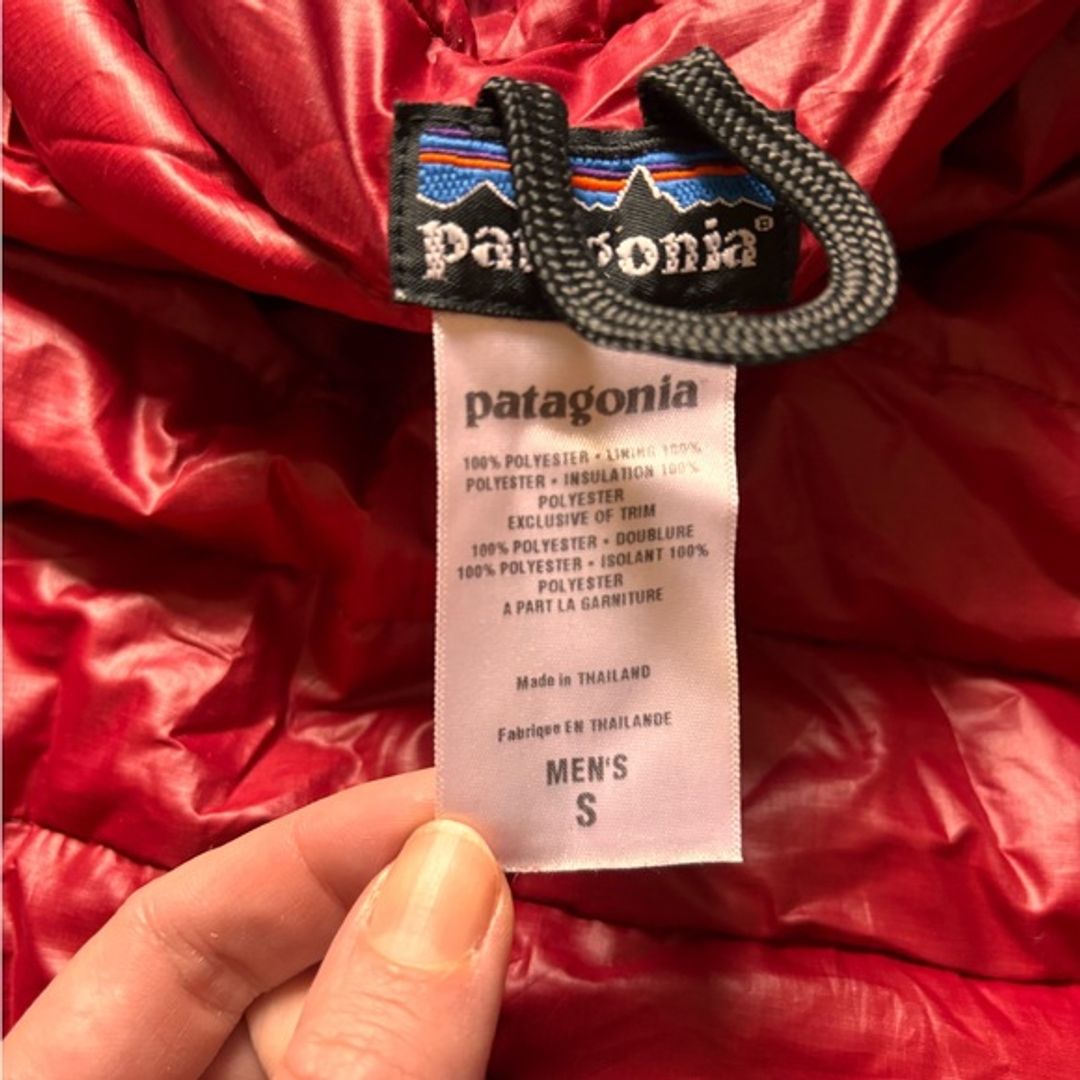 patagonia®
patagonia
100% POLYESTER • LINING 100%
POLYESTER • INSULATION 100%
POLYESTER
EXCLUSIVE OF TRIM
100% POLYESTER • DOUBLURE
100% POLYESTER • ISOLANT 100%
POLYESTER
A PART LA GARNITURE
Made in THAILAND
Fabrique EN THAILANDE
MEN'S
S